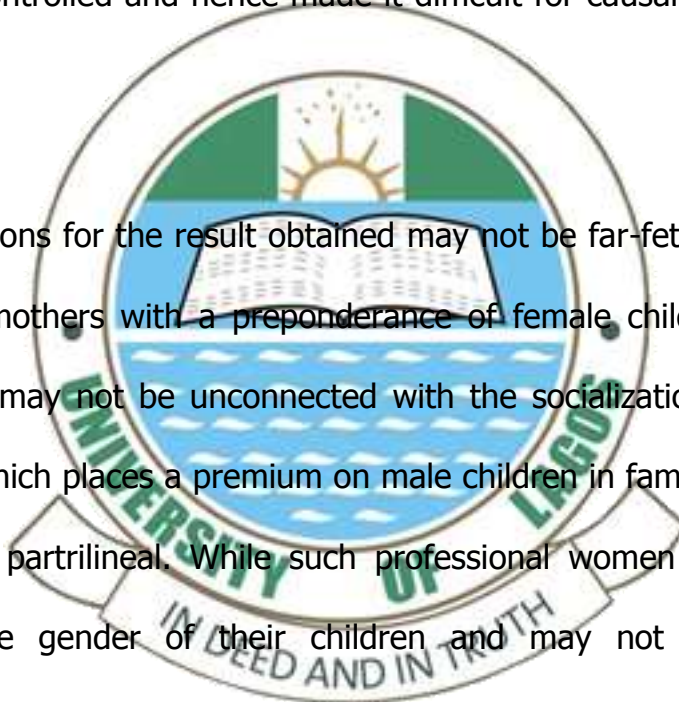 ontrolled and hence made it difficult for causal
ons for the result obtained may not be far-fet
mothers with a preponderance of female chil
may not be unconnected with the socializatio
hich places a premium on male children in fam
partrilineal. While such professional women
e gender of their children and may not
UNIVERSITY OF LAGOS
IN DEED AND IN TRUTH